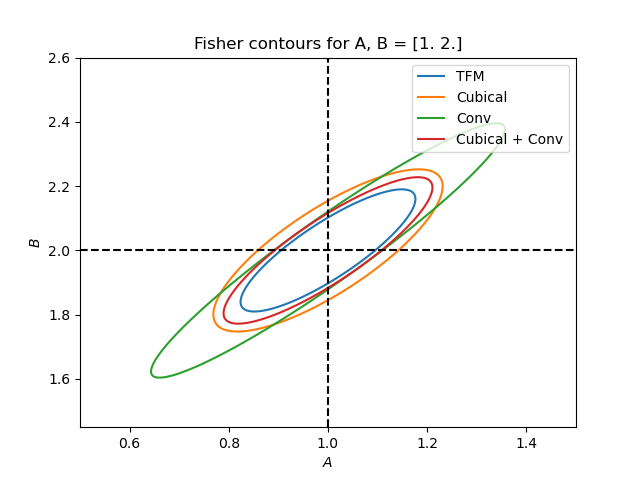 Fisher contours for A, B = [1. 2.]
2.6
2.4
2.2
2.0
1.8
1.6
B
TFM
Cubical
Conv
Cubical + Conv
0.6
0.8
1.0
1.2
1.4
A